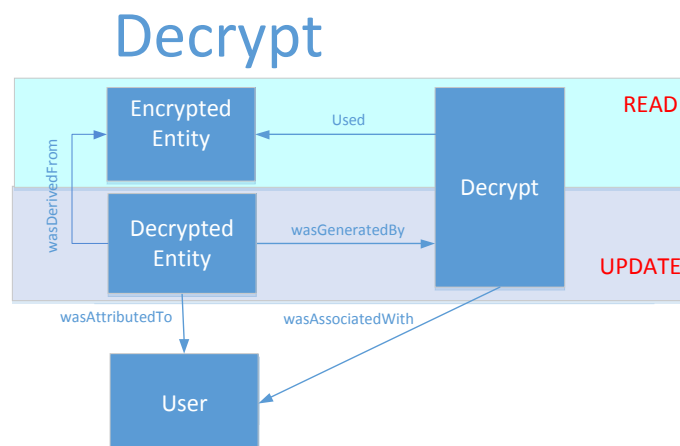 Decrypt
Encrypted
Entity
Used
READ
wasDerivedFrom
Decrypt
Decrypted
Entity
wasGeneratedBy
UPDATE
wasAttributedTo
wasAssociatedWith
User